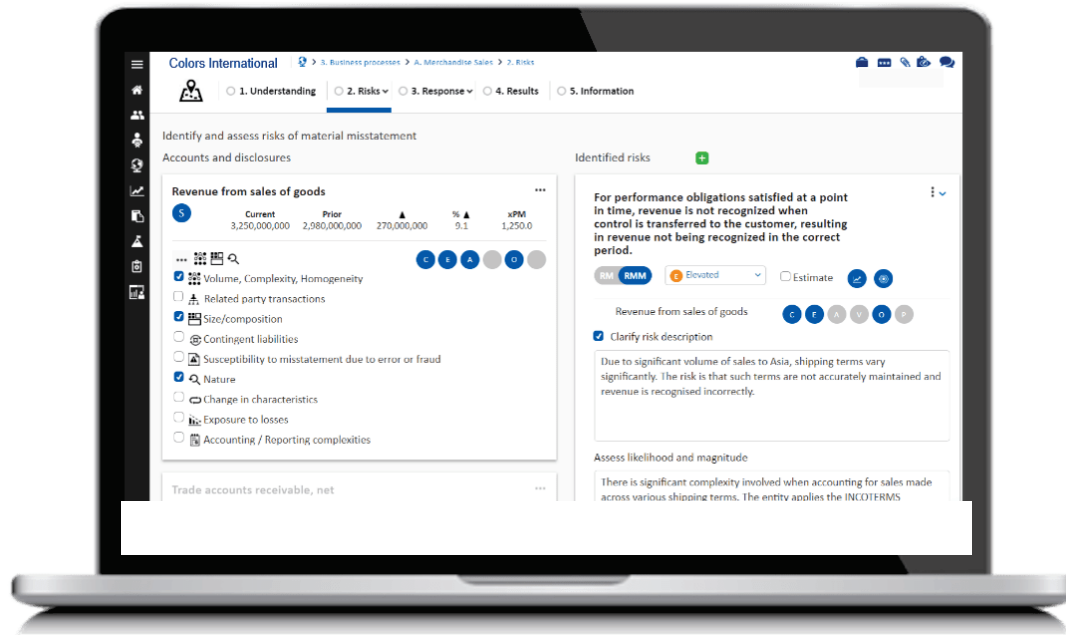 Colors International
> 3. Business processes > A. Merchandise Sales > 2. Risks
1. Understanding
2. Risks
3. Response
4. Results
5. Information
Identify and assess risks of material misstatement
Accounts and disclosures
Revenue from sales of goods
S
Current Prior ▲ % ▲ xPM
3,250,000,000 2,980,000,000 270,000,000 9.1 1,250.0
C E A O
Volume, Complexity, Homogeneity
Related party transactions
Size/composition
Contingent liabilities
Susceptibility to misstatement due to error or fraud
Nature
Change in characteristics
Exposure to losses
Accounting / Reporting complexities
Trade accounts receivable, net
Identified risks
For performance obligations satisfied at a point
in time, revenue is not recognized when
control is transferred to the customer, resulting
in revenue not being recognized in the correct
period.
RM RMM E Elevated Estimate
Revenue from sales of goods C E A V O P
Clarify risk description
Due to significant volume of sales to Asia, shipping terms vary
significantly. The risk is that such terms are not accurately maintained and
revenue is recognised incorrectly.
Assess likelihood and magnitude
There is significant complexity involved when accounting for sales made
across various shipping terms. The entity applies the INCOTERMS